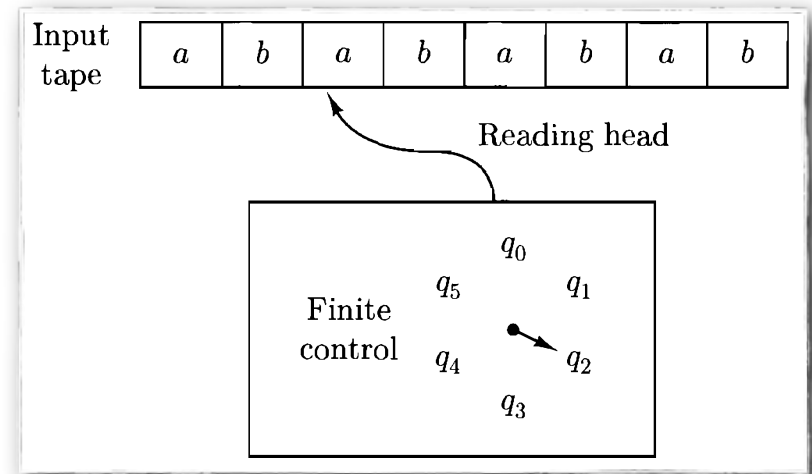 Input
tape
a b a b a b a b
Reading head
q0
q5 q1
Finite
control
q4 q2
q3